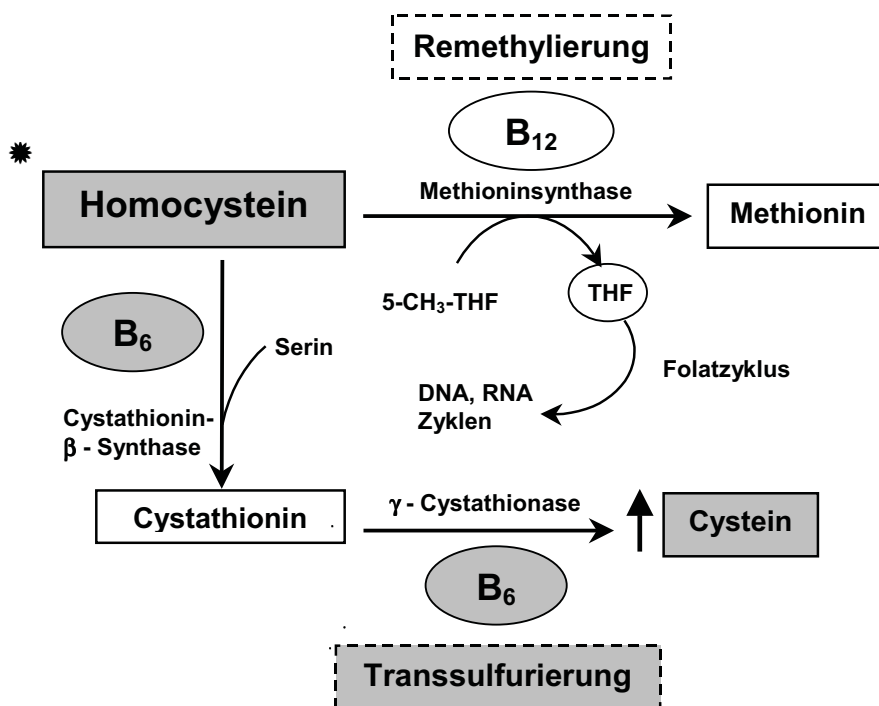 Remethylierung
B₁₂
Homocystein
Methioninsynthase
Methionin
5-CH₃-THF
THF
B₆
Serin
Folatzyklus
DNA, RNA
Zyklen
Cystathionin-
β - Synthase
Cystathionin
γ - Cystathionase
Cystein
B₆
Transsulfurierung